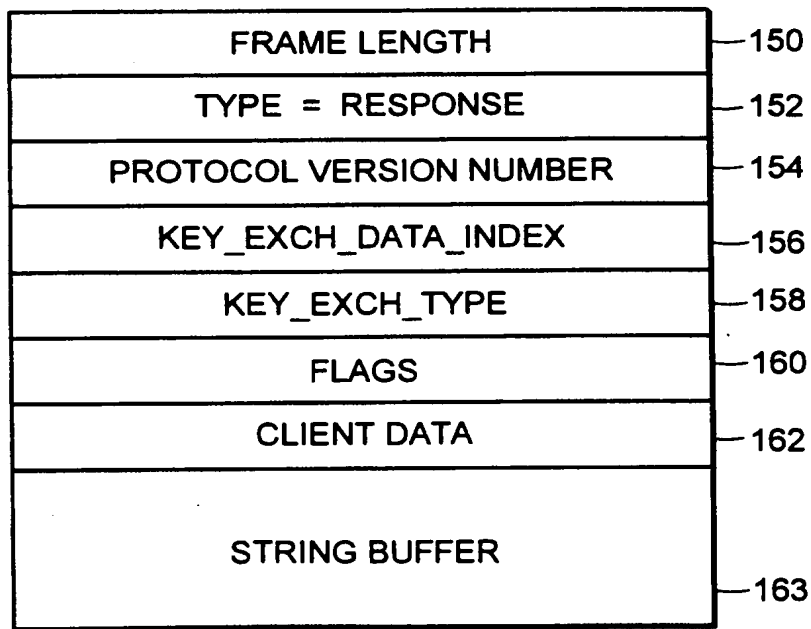 FRAME LENGTH 150
TYPE = RESPONSE 152
PROTOCOL VERSION NUMBER 154
KEY_EXCH_DATA_INDEX 156
KEY_EXCH_TYPE 158
FLAGS 160
CLIENT DATA 162
STRING BUFFER
163